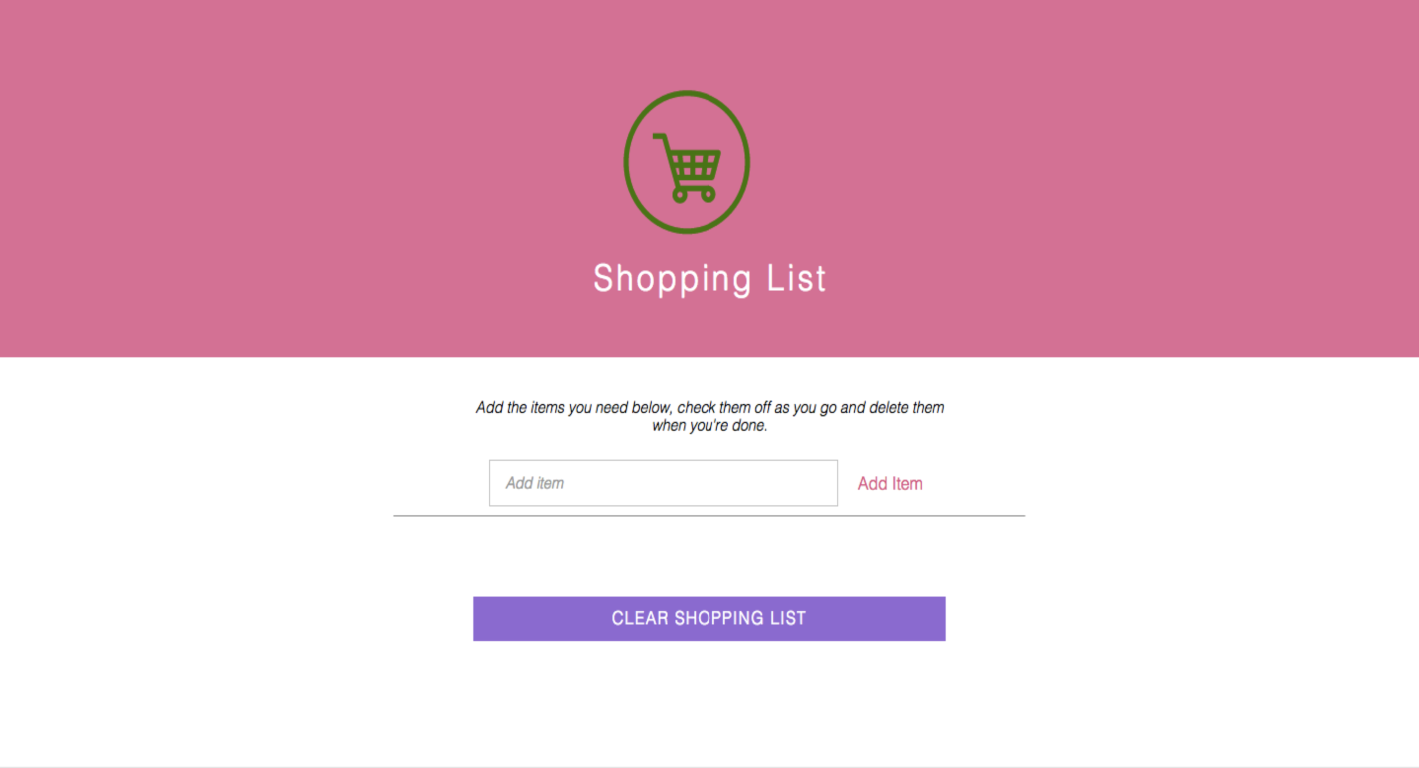 Shopping List
Add the items you need below, check them off as you go and delete them
when you're done.
Add item
Add Item
CLEAR SHOPPING LIST